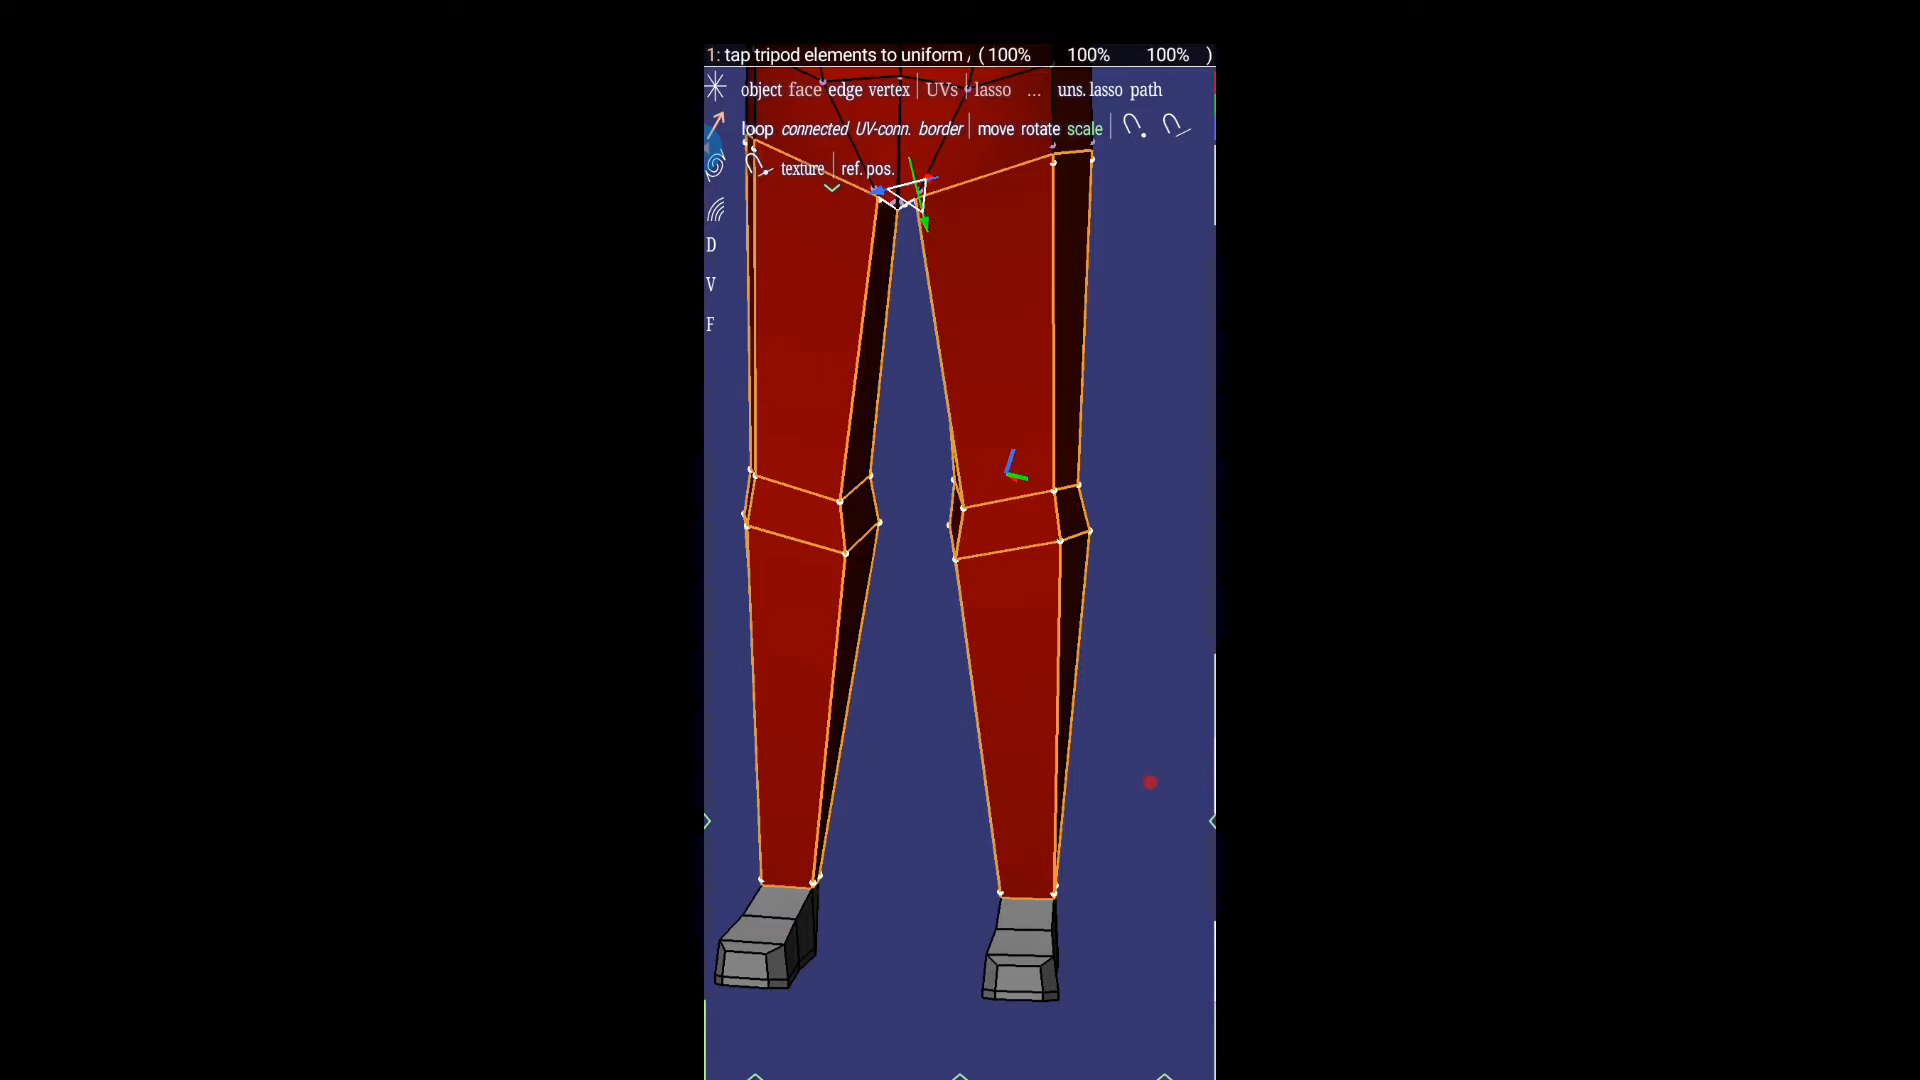 1: tap tripod elements to uniform / ( 100% 100% 100% )
object face edge vertex | UVs | lasso ... uns. lasso path
loop connected UV-conn. border | move rotate scale |
texture | ref. pos.
D
V
F